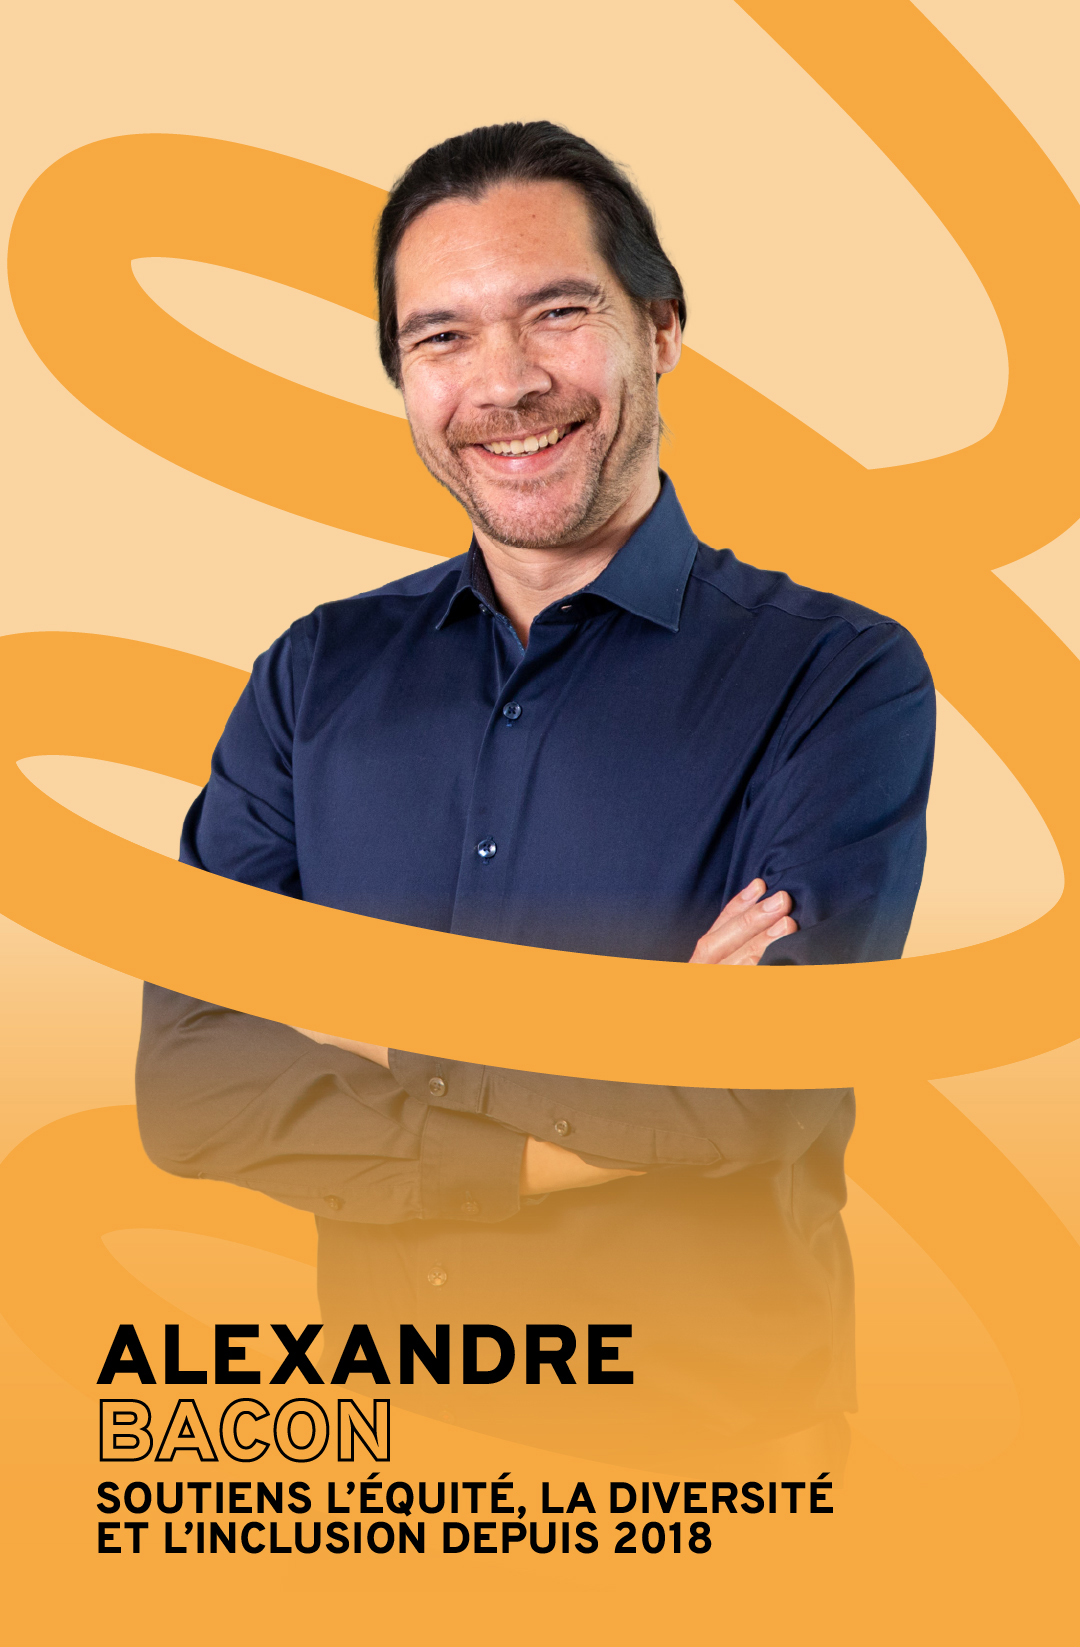 ALEXANDRE
BACON
SOUTIENS L'ÉQUITÉ, LA DIVERSITÉ
ET L'INCLUSION DEPUIS 2018